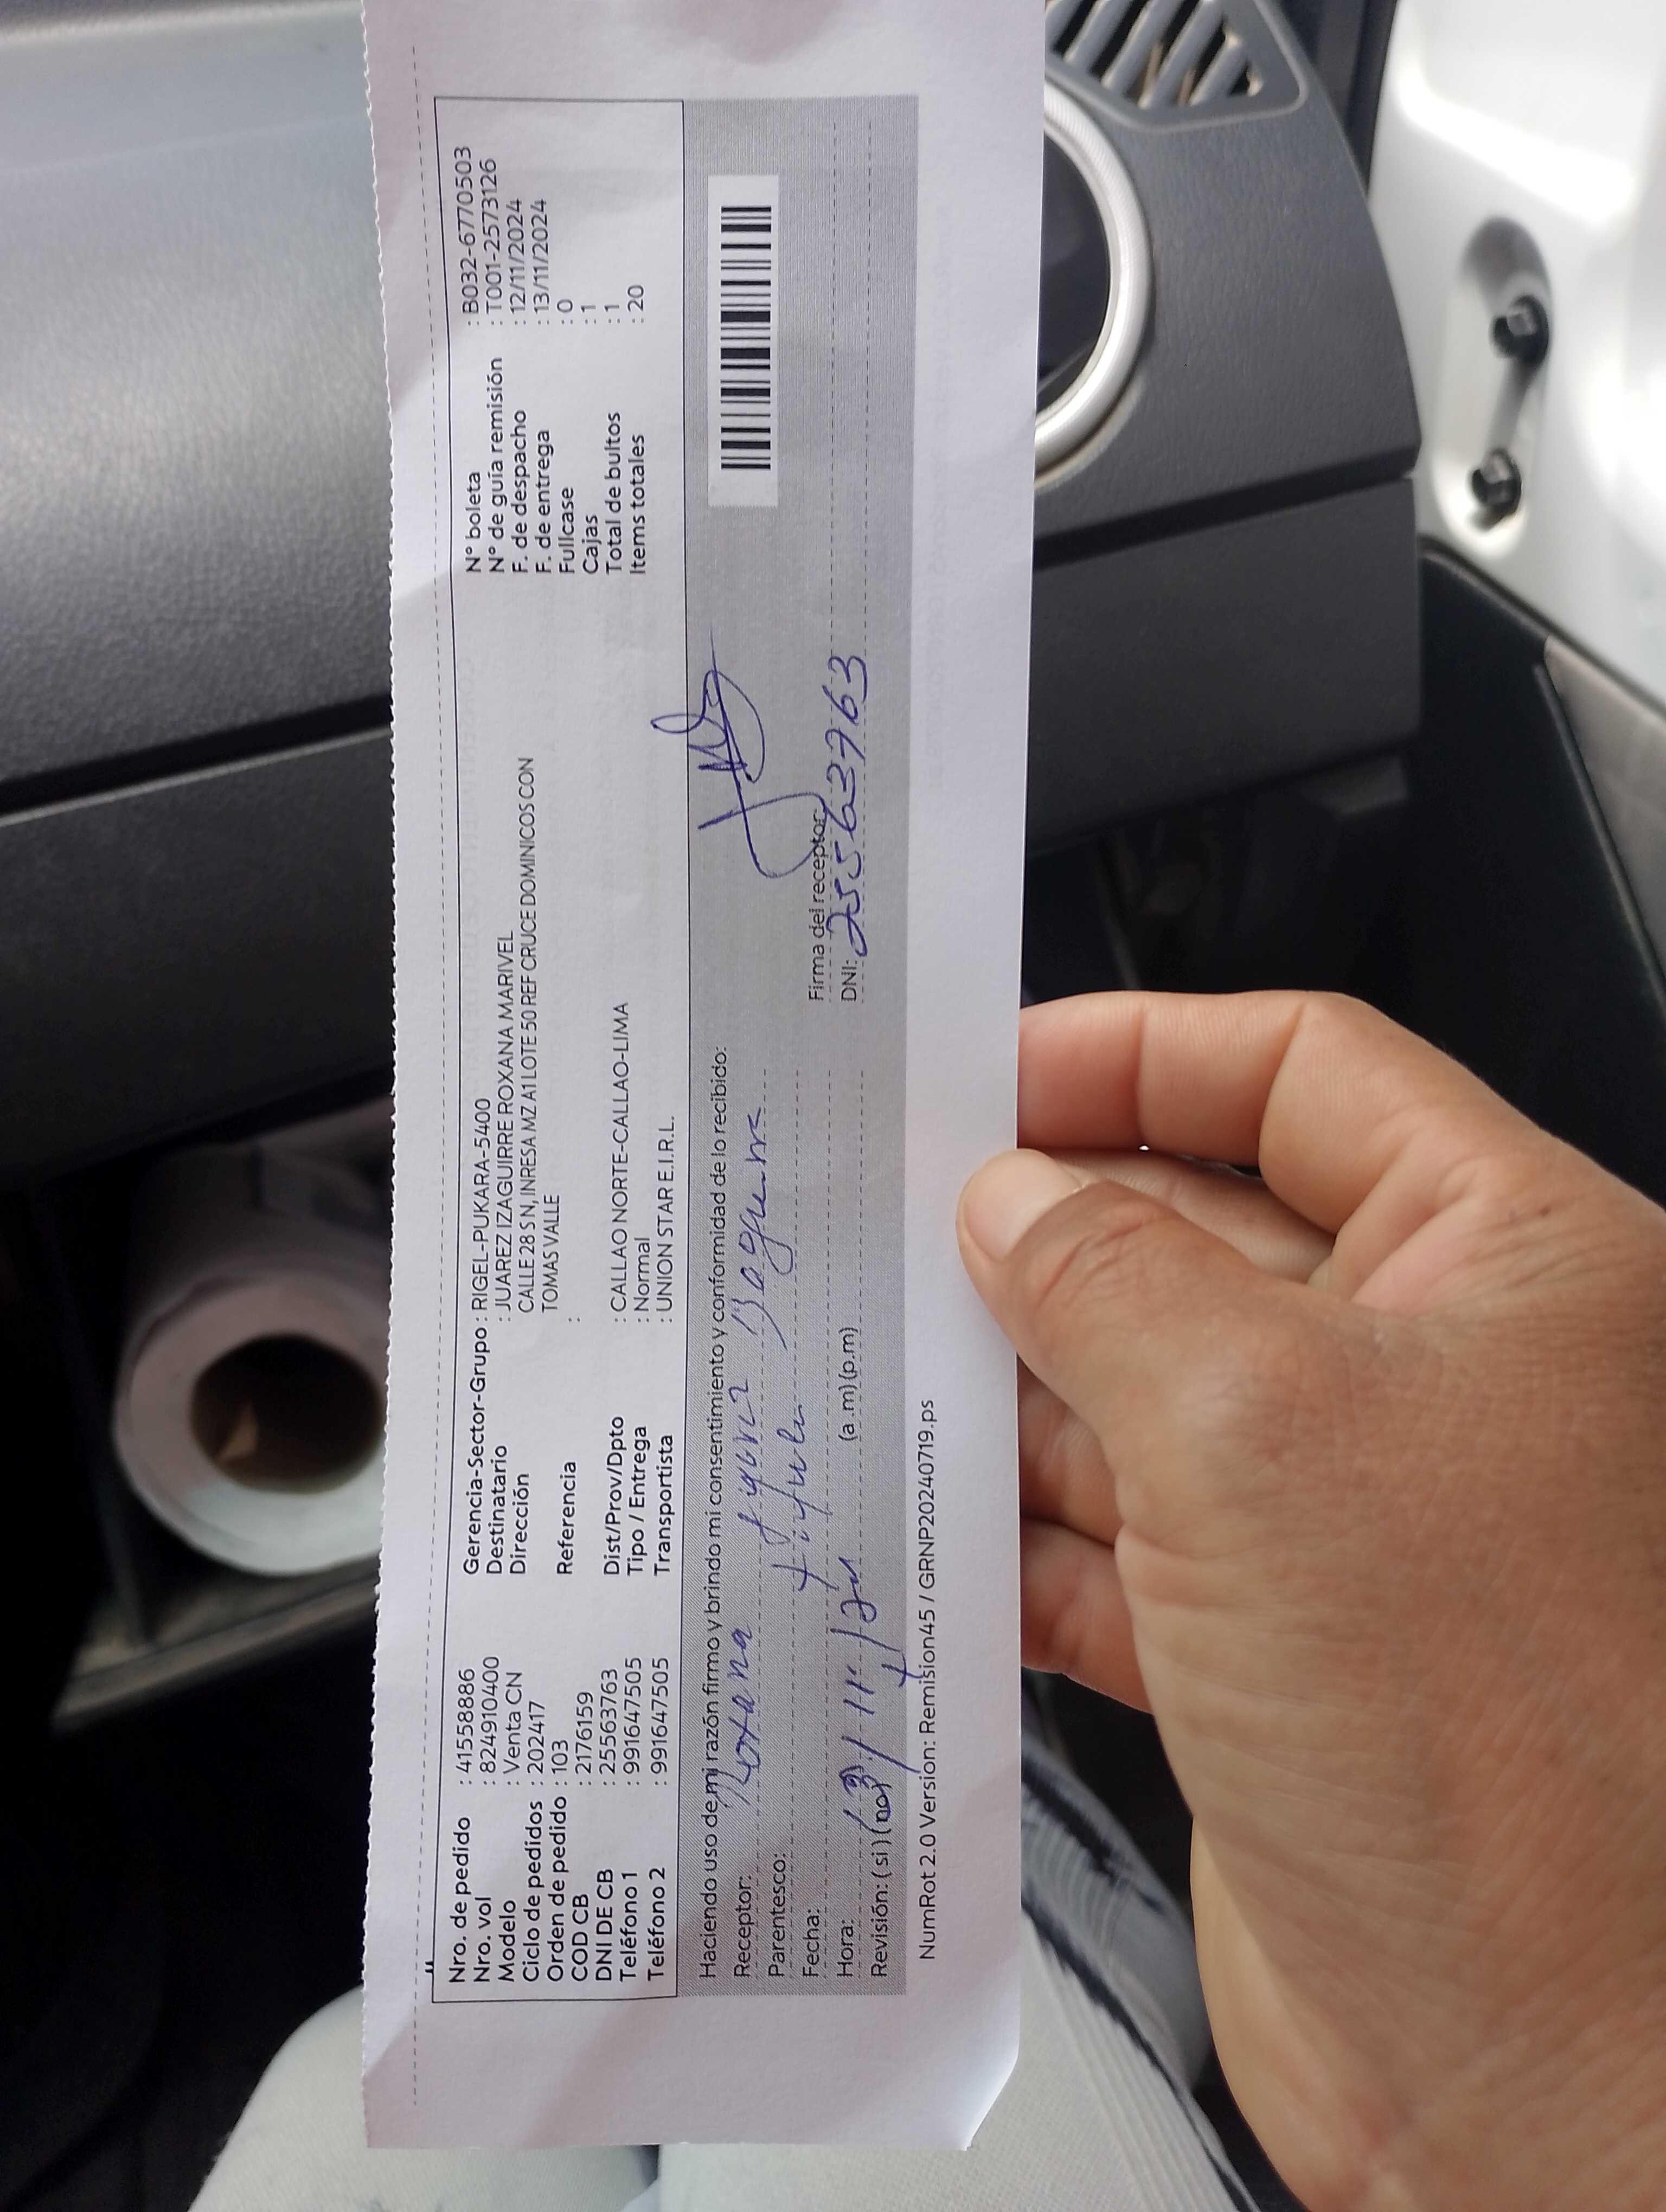 Nro. de pedido : 41558886
Nro. vol : 824910400
Modelo : Venta CN
Ciclo de pedidos : 202417
Orden de pedido : 103
COD CB : 2176159
DNI DE CB : 25563763
Teléfono 1 : 991647505
Teléfono 2 : 991647505
Gerencia-Sector-Grupo : RIGEL-PUKARA-5400
Destinatario : JUAREZ IZAGUIRRE ROXANA MARIVEL
Dirección CALLE 28 S N, INRESA MZ A1 LOTE 50 REF CRUCE DOMINICOS CON
TOMAS VALLE
Referencia :
Dist/Prov/Dpto : CALLAO NORTE-CALLAO-LIMA
Tipo / Entrega : Normal
Transportista : UNION STAR E.I.R.L.
N° boleta : B032-6770503
N° de guía remisión : T001-2573126
F. de despacho : 12/11/2024
F. de entrega : 13/11/2024
Fullcase : 0
Cajas : 1
Total de bultos : 1
Items totales : 20
Haciendo uso de mi razón firmo y brindo mi consentimiento y conformidad de lo recibido:
Receptor: Roxana
Parentesco: titular
Fecha:
Hora: 13/11/24 (a.m) (p.m)
Revisión: ( si ) ( no )
Firma del receptor:
DNI:
NumRot 2.0 Version: Remision45 / GRNP20240719.ps